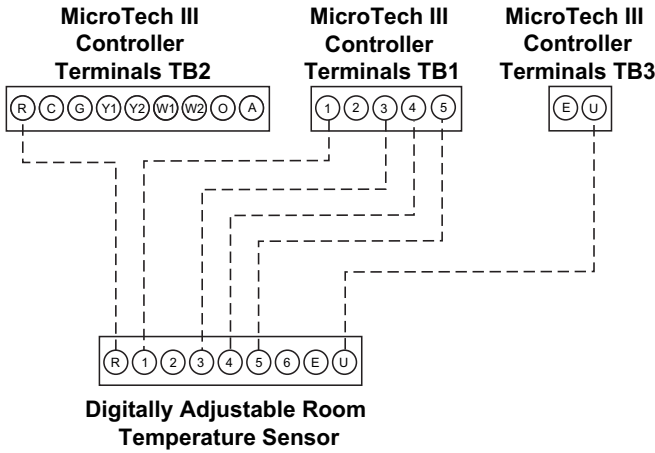 MicroTech III
Controller
Terminals TB2
MicroTech III
Controller
Terminals TB1
MicroTech III
Controller
Terminals TB3
R C G Y1 Y2 W1 W2 O A
1 2 3 4 5
E U
R 1 2 3 4 5 6 E U
Digitally Adjustable Room
Temperature Sensor